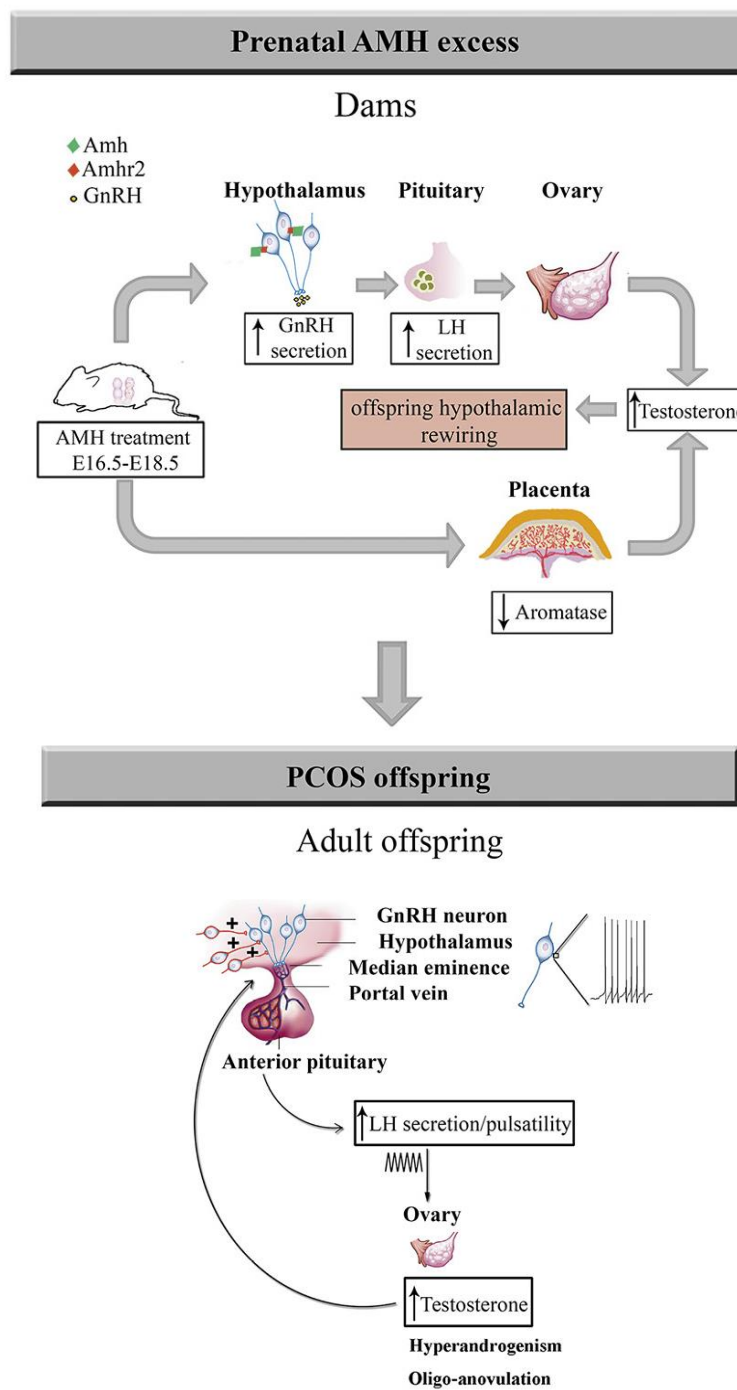 Prenatal AMH excess
Dams
Amh
Amhr2
GnRH
Hypothalamus
Pituitary
Ovary
GnRH
secretion
LH
secretion
AMH treatment
E16.5-E18.5
offspring hypothalamic
rewiring
Testosterone
Placenta
Aromatase
PCOS offspring
Adult offspring
+
+
+
GnRH neuron
Hypothalamus
Median eminence
Portal vein
Anterior pituitary
LH secretion/pulsatility
Ovary
Testosterone
Hyperandrogenism
Oligo-anovulation